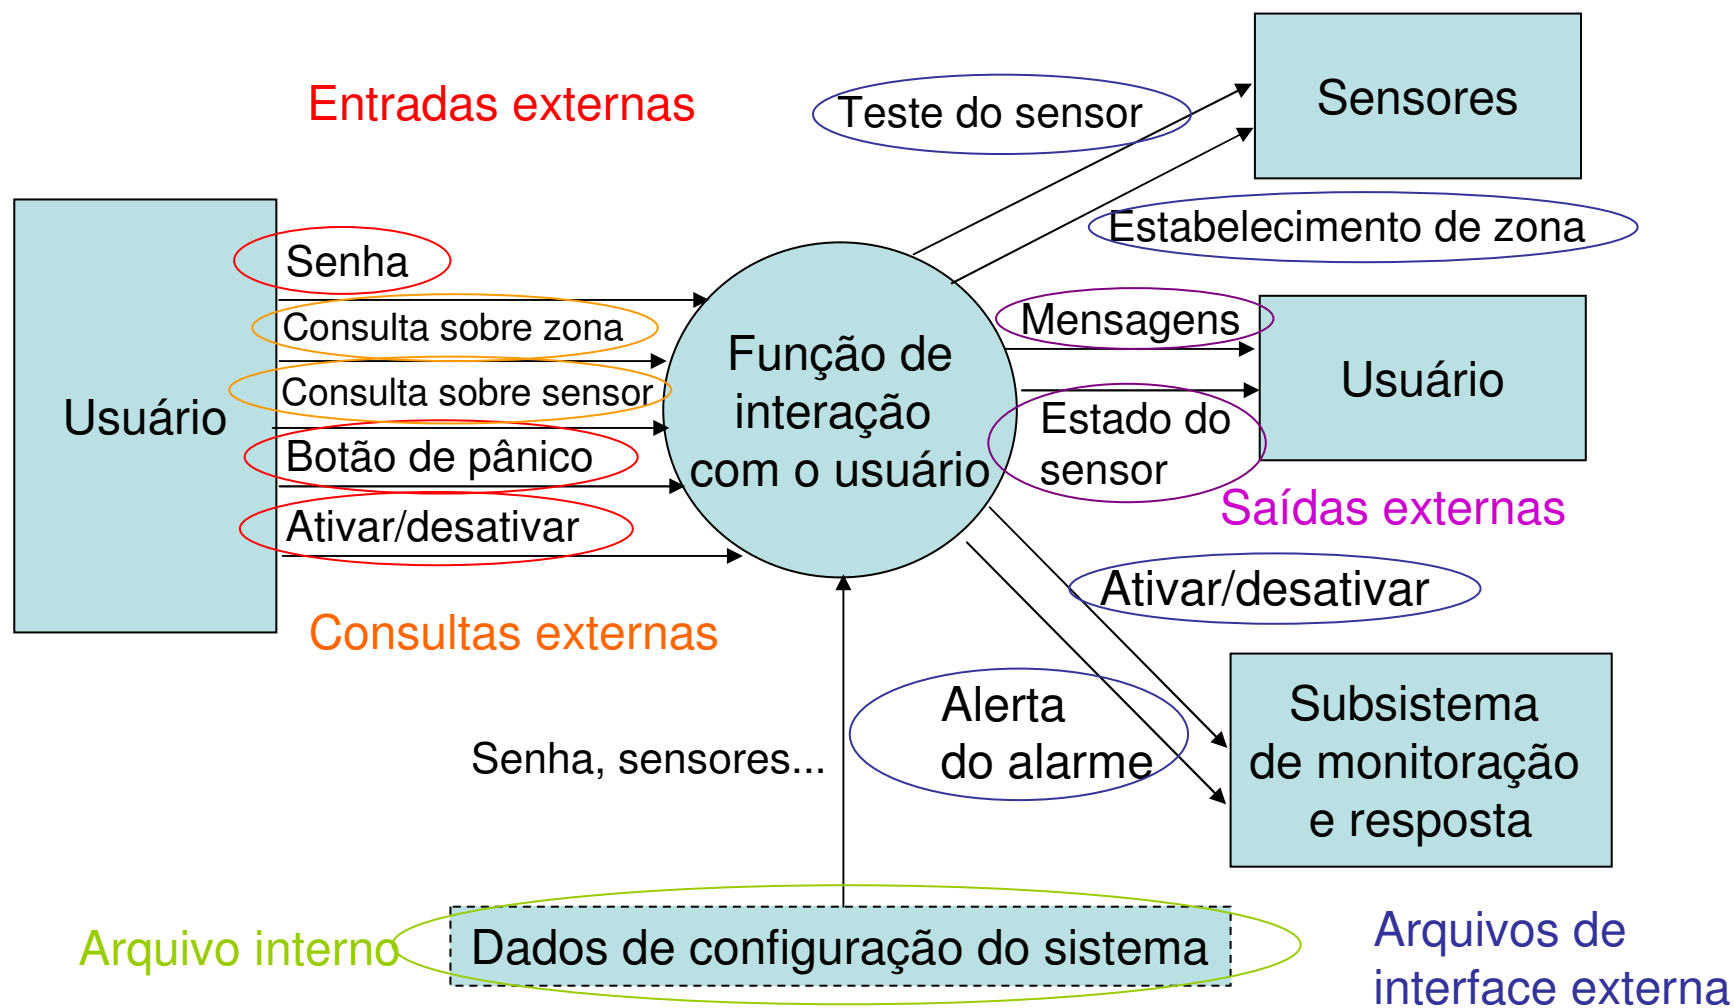 Entradas externas
Teste do sensor
Sensores
Estabelecimento de zona
Usuário
Senha
Consulta sobre zona
Consulta sobre sensor
Botão de pânico
Ativar/desativar
Função de
interação
com o usuário
Mensagens
Estado do
sensor
Usuário
Saídas externas
Consultas externas
Ativar/desativar
Alerta
do alarme
Senha, sensores...
Subsistema
de monitoração
e resposta
Arquivo interno
Dados de configuração do sistema
Arquivos de
interface externa